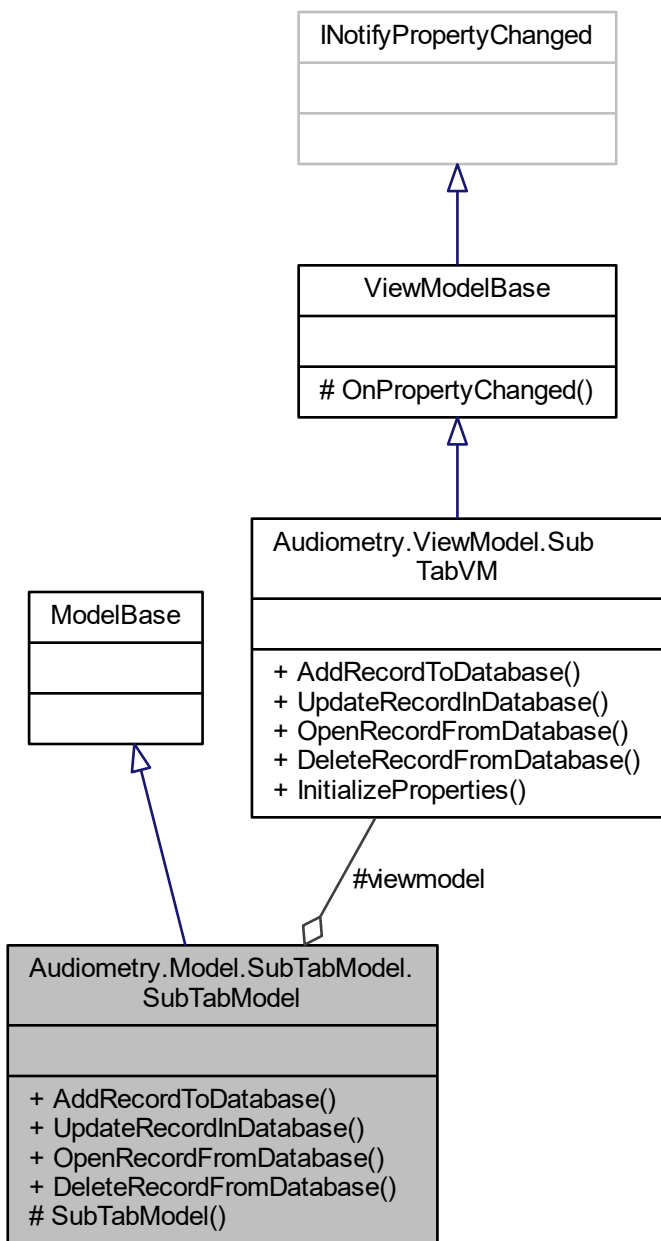 INotifyPropertyChanged
ViewModelBase
# OnPropertyChanged()
Audiometry.ViewModel.Sub
TabVM
+ AddRecordToDatabase()
+ UpdateRecordInDatabase()
+ OpenRecordFromDatabase()
+ DeleteRecordFromDatabase()
+ InitializeProperties()
ModelBase
#viewmodel
Audiometry.Model.SubTabModel.
SubTabModel
+ AddRecordToDatabase()
+ UpdateRecordInDatabase()
+ OpenRecordFromDatabase()
+ DeleteRecordFromDatabase()
# SubTabModel()